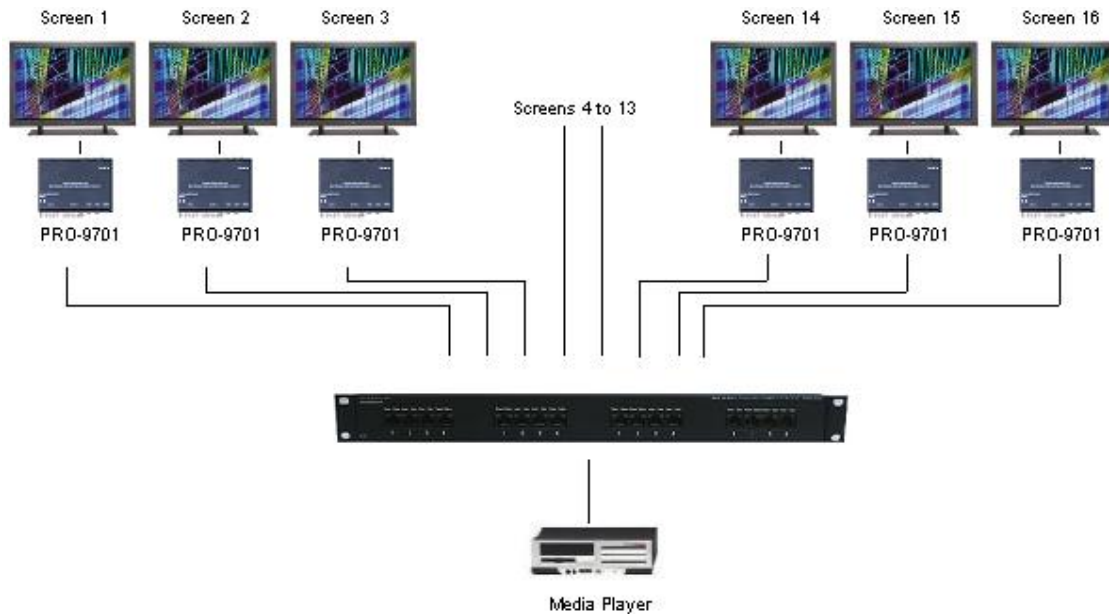 Screen 1
Screen 2
Screen 3
Screen 14
Screen 15
Screen 16
Screens 4 to 13
PRO-9701
PRO-9701
PRO-9701
PRO-9701
PRO-9701
PRO-9701
Media Player